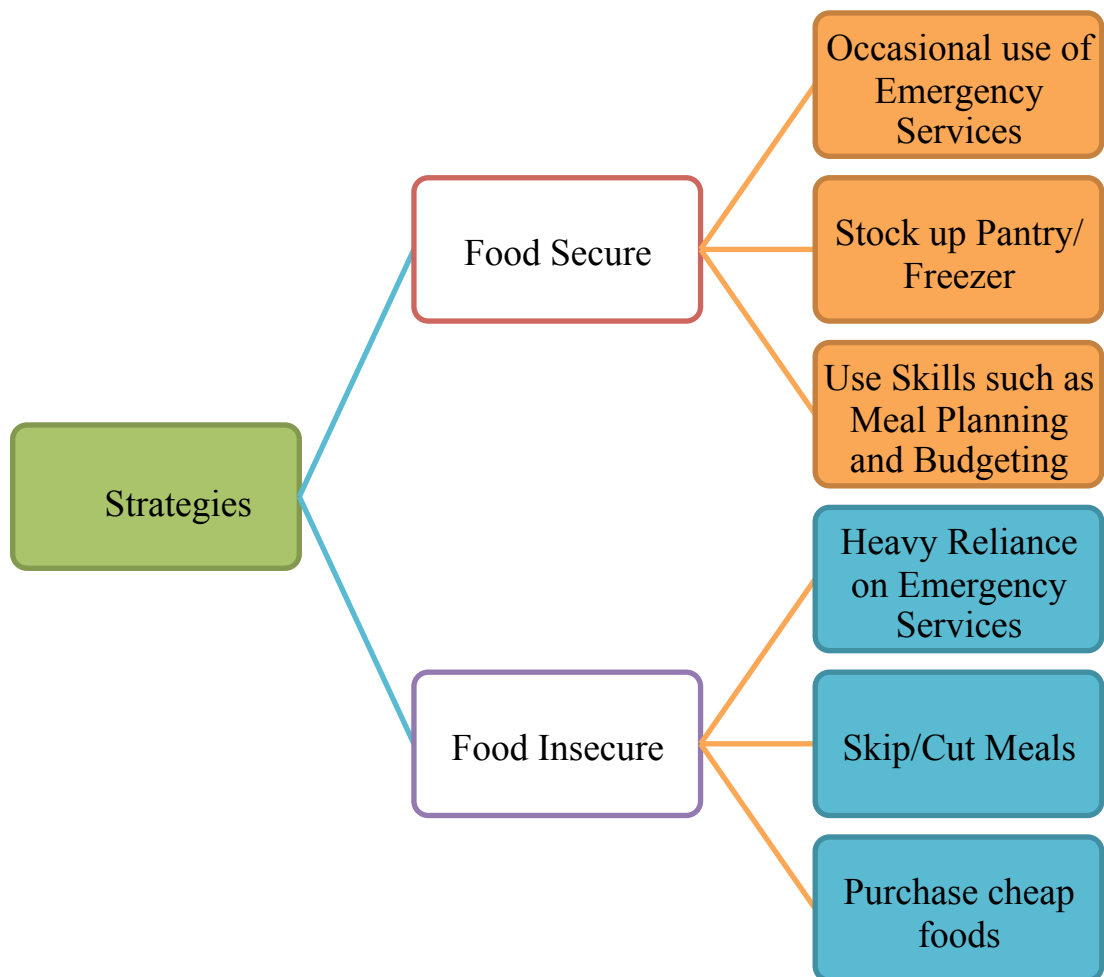 Occasional use of
Emergency
Services
Food Secure
Stock up Pantry/
Freezer
Use Skills such as
Meal Planning
and Budgeting
Strategies
Heavy Reliance
on Emergency
Services
Food Insecure
Skip/Cut Meals
Purchase cheap
foods